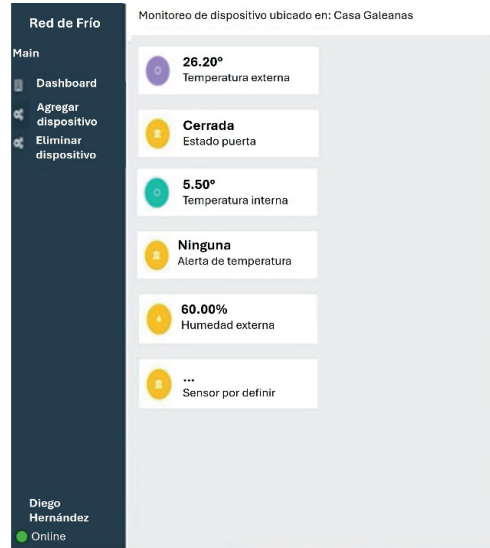 Red de Frío
Main
Dashboard
Agregar
dispositivo
Eliminar
dispositivo
Diego
Hernández
Online
Monitoreo de dispositivo ubicado en: Casa Galeanas
26.20°
Temperatura externa
Cerrada
Estado puerta
5.50°
Temperatura interna
Ninguna
Alerta de temperatura
60.00%
Humedad externa
...
Sensor por definir